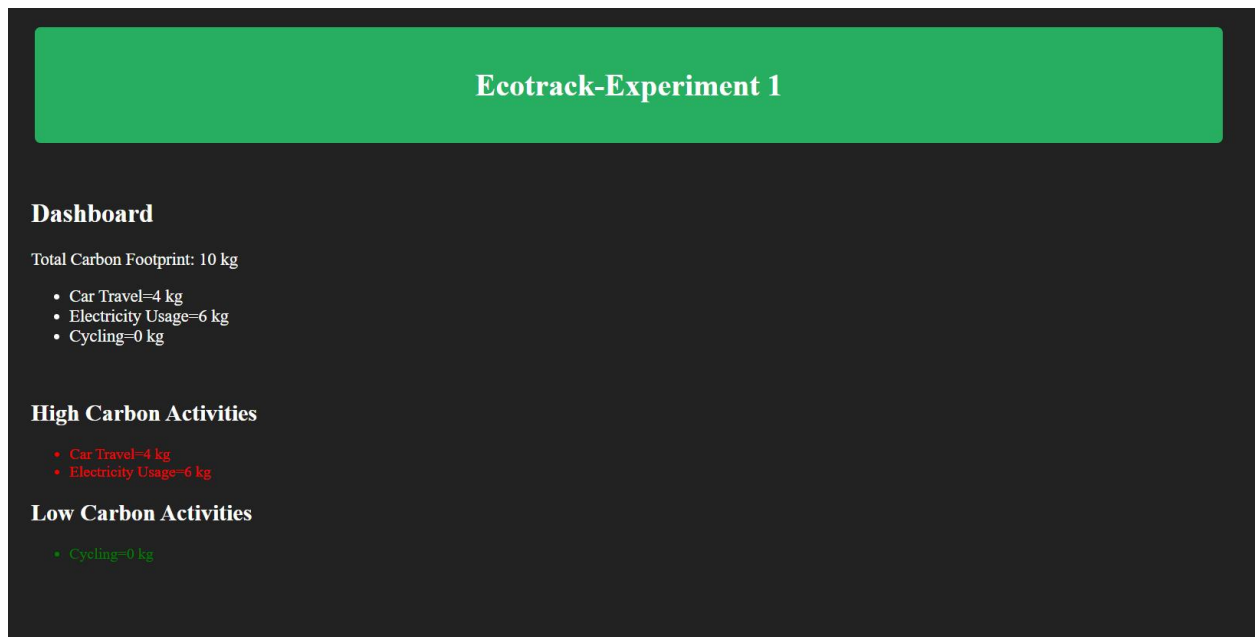 Ecotrack-Experiment 1
Dashboard
Total Carbon Footprint: 10 kg
• Car Travel=4 kg
• Electricity Usage=6 kg
• Cycling=0 kg
High Carbon Activities
• Car Travel=4 kg
• Electricity Usage=6 kg
Low Carbon Activities
• Cycling=0 kg